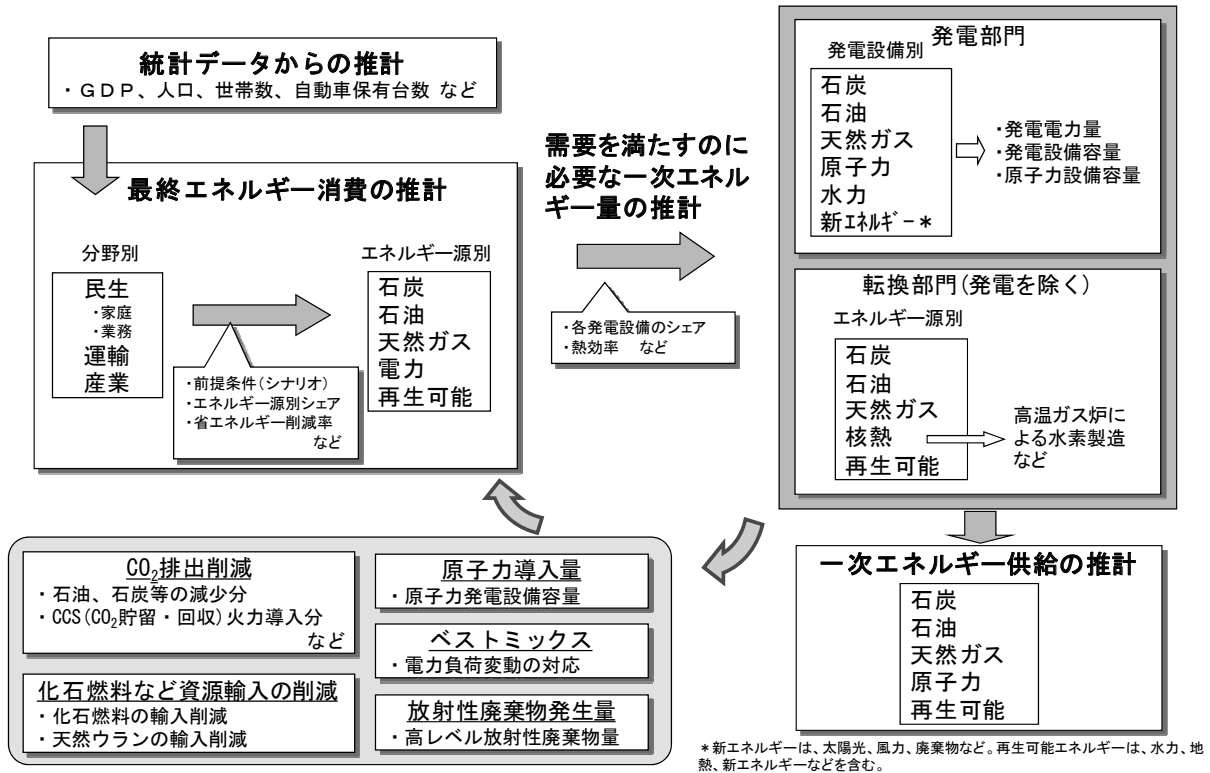 統計データからの推計
・GDP、人口、世帯数、自動車保有台数 など
最終エネルギー消費の推計
分野別
民生
・家庭
・業務
運輸
産業
エネルギー源別
石炭
石油
天然ガス
電力
再生可能
・前提条件(シナリオ)
・エネルギー源別シェア
・省エネルギー削減率
など
需要を満たすのに
必要な一次エネル
ギー量の推計
・各発電設備のシェア
・熱効率 など
発電部門
発電設備別
石炭
石油
天然ガス
原子力
水力
新ｴﾈﾙｷﾞｰ*
・発電電力量
・発電設備容量
・原子力設備容量
転換部門(発電を除く)
エネルギー源別
石炭
石油
天然ガス
核熱
再生可能
高温ガス炉に
よる水素製造
など
一次エネルギー供給の推計
石炭
石油
天然ガス
原子力
再生可能
CO2排出削減
・石油、石炭等の減少分
・CCS(CO2貯留・回収)火力導入分
など
化石燃料など資源輸入の削減
・化石燃料の輸入削減
・天然ウランの輸入削減
原子力導入量
・原子力発電設備容量
ベストミックス
・電力負荷変動の対応
放射性廃棄物発生量
・高レベル放射性廃棄物量
*新エネルギーは、太陽光、風力、廃棄物など。再生可能エネルギーは、水力、地
熱、新エネルギーなどを含む。